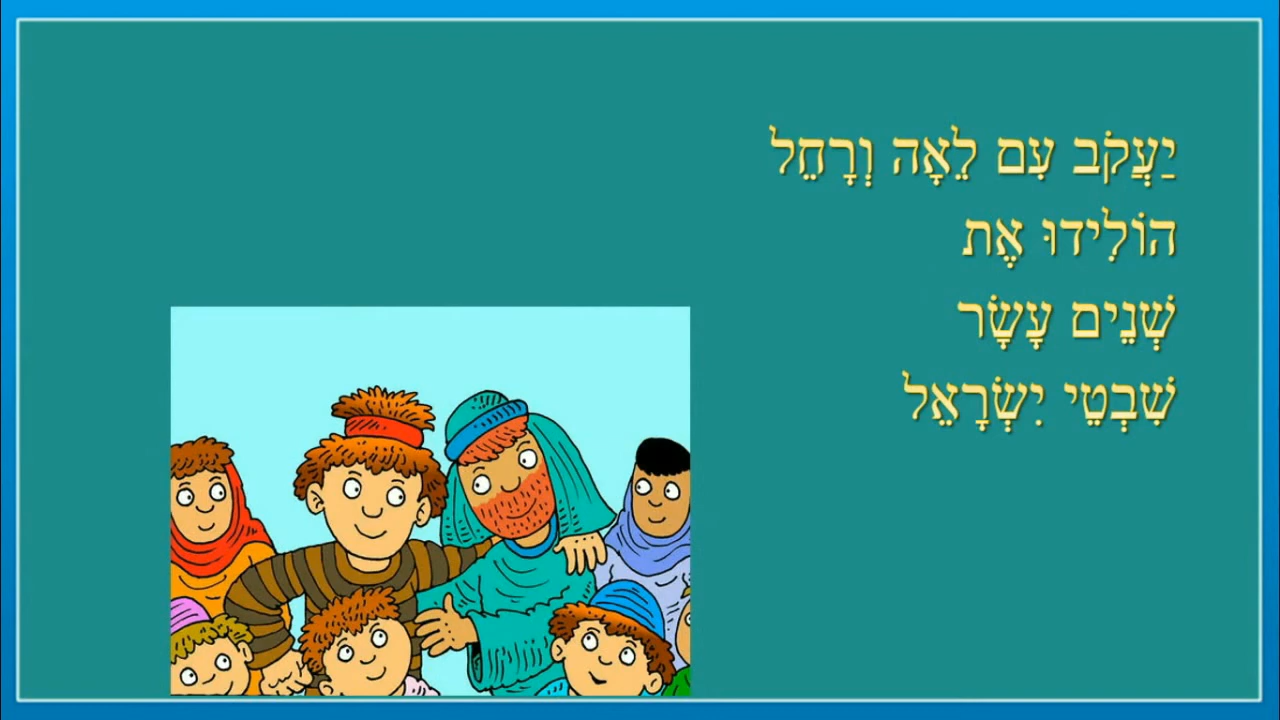 יַעֲקֹב עִם לֵאָה וְרָחֵל
הוֹלִידוּ אֶת
שְׁנֵים עָשָׂר
שִׁבְטֵי יִשְׂרָאֵל